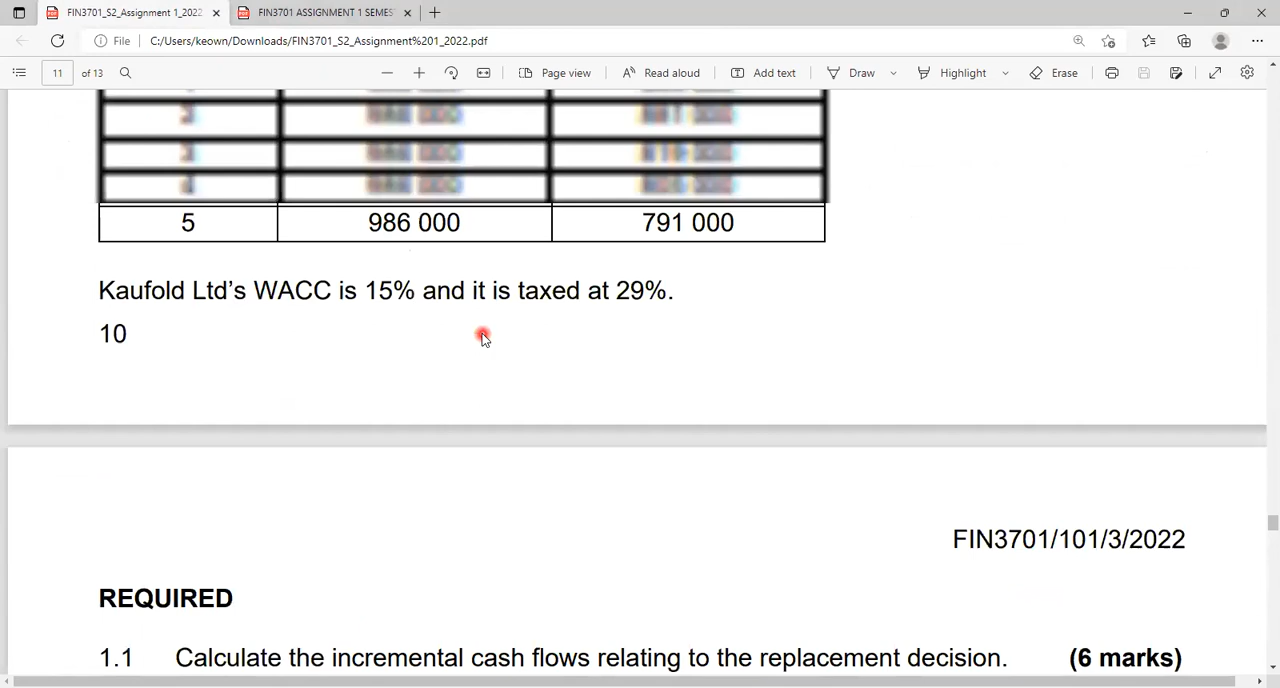 FIN3701_S2_Assignment 1_2022
FIN3701 ASSIGNMENT 1 SEMES
File C:/Users/keown/Downloads/FIN3701_S2_Assignment%201_2022.pdf
11 of 13 Page view Read aloud Add text Draw Highlight Erase
5 986 000 791 000
Kaufold Ltd’s WACC is 15% and it is taxed at 29%.
10
FIN3701/101/3/2022
REQUIRED
1.1 Calculate the incremental cash flows relating to the replacement decision. (6 marks)